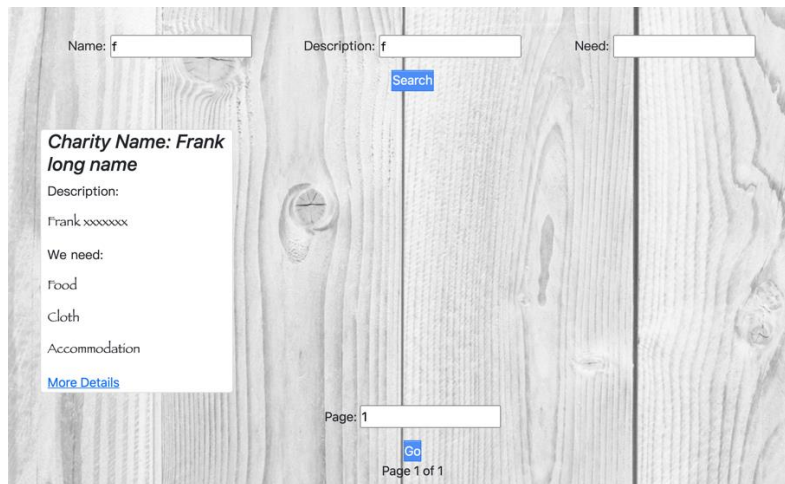 Name: f Description: f Need:
Search
Charity Name: Frank
long name
Description:
Frank xxxxxxx
We need:
Food
Cloth
Accommodation
More Details
Page: 1
Go
Page 1 of 1